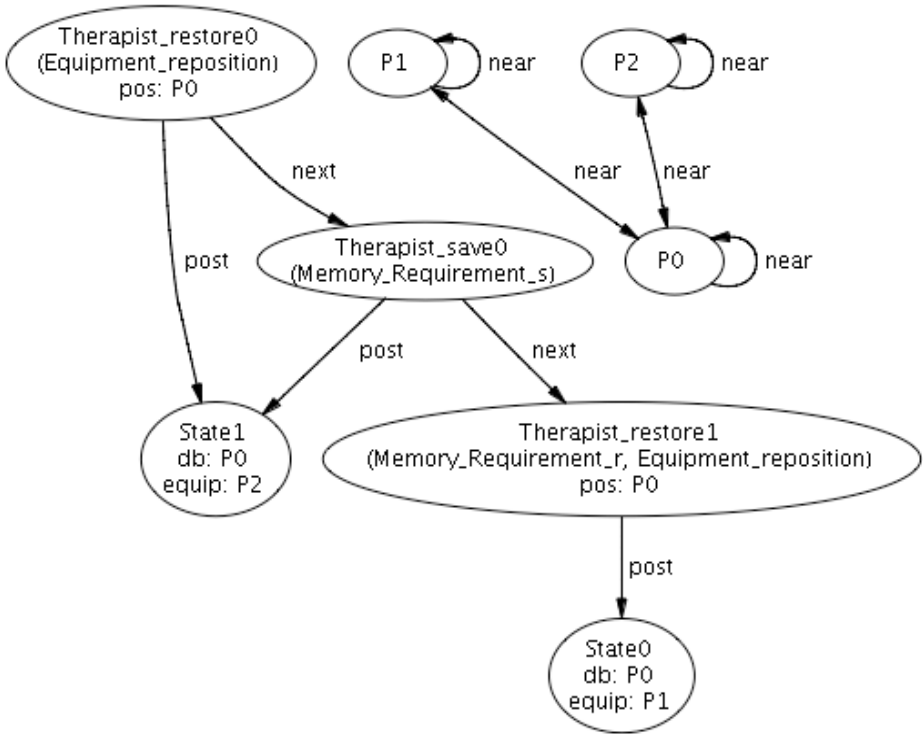 Therapist_restore0
(Equipment_reposition)
pos: P0
P1
near
P2
near
next
near
near
post
Therapist_save0
(Memory_Requirement_s)
P0
near
post
next
State1
db: P0
equip: P2
Therapist_restore1
(Memory_Requirement_r, Equipment_reposition)
pos: P0
post
State0
db: P0
equip: P1